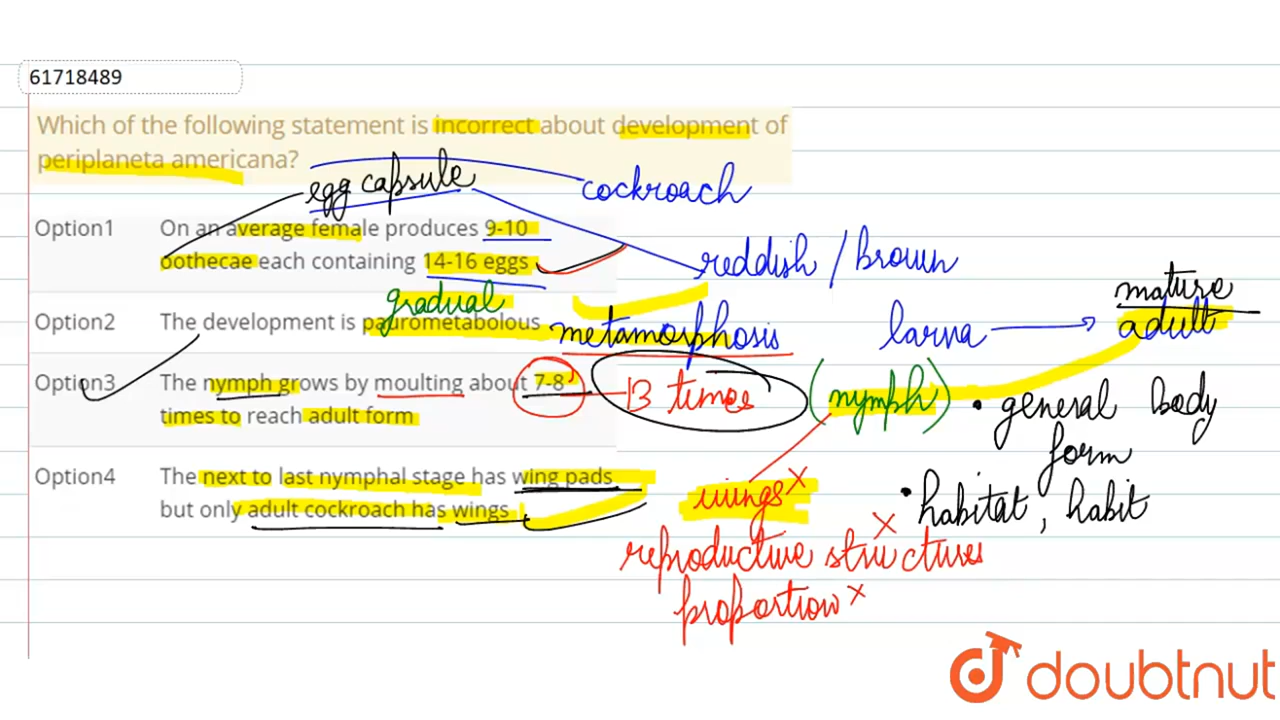 61718489
Which of the following statement is incorrect about development of
periplaneta americana?
egg capsule
cockroach
Option1 On an average female produces 9-10
oothecae each containing 14-16 eggs
reddish / Brown
gradual
Option2 The development is paurometabolous
metamorphosis
larva
mature
adult
Option3 The nymph grows by moulting about 7-8
times to reach adult form
13 times
(nymph)
• general body
form
Option4 The next to last nymphal stage has wing pads
but only adult cockroach has wings
wings x
• habitat, habit
reproductive structures x
proportion x
doubtnut